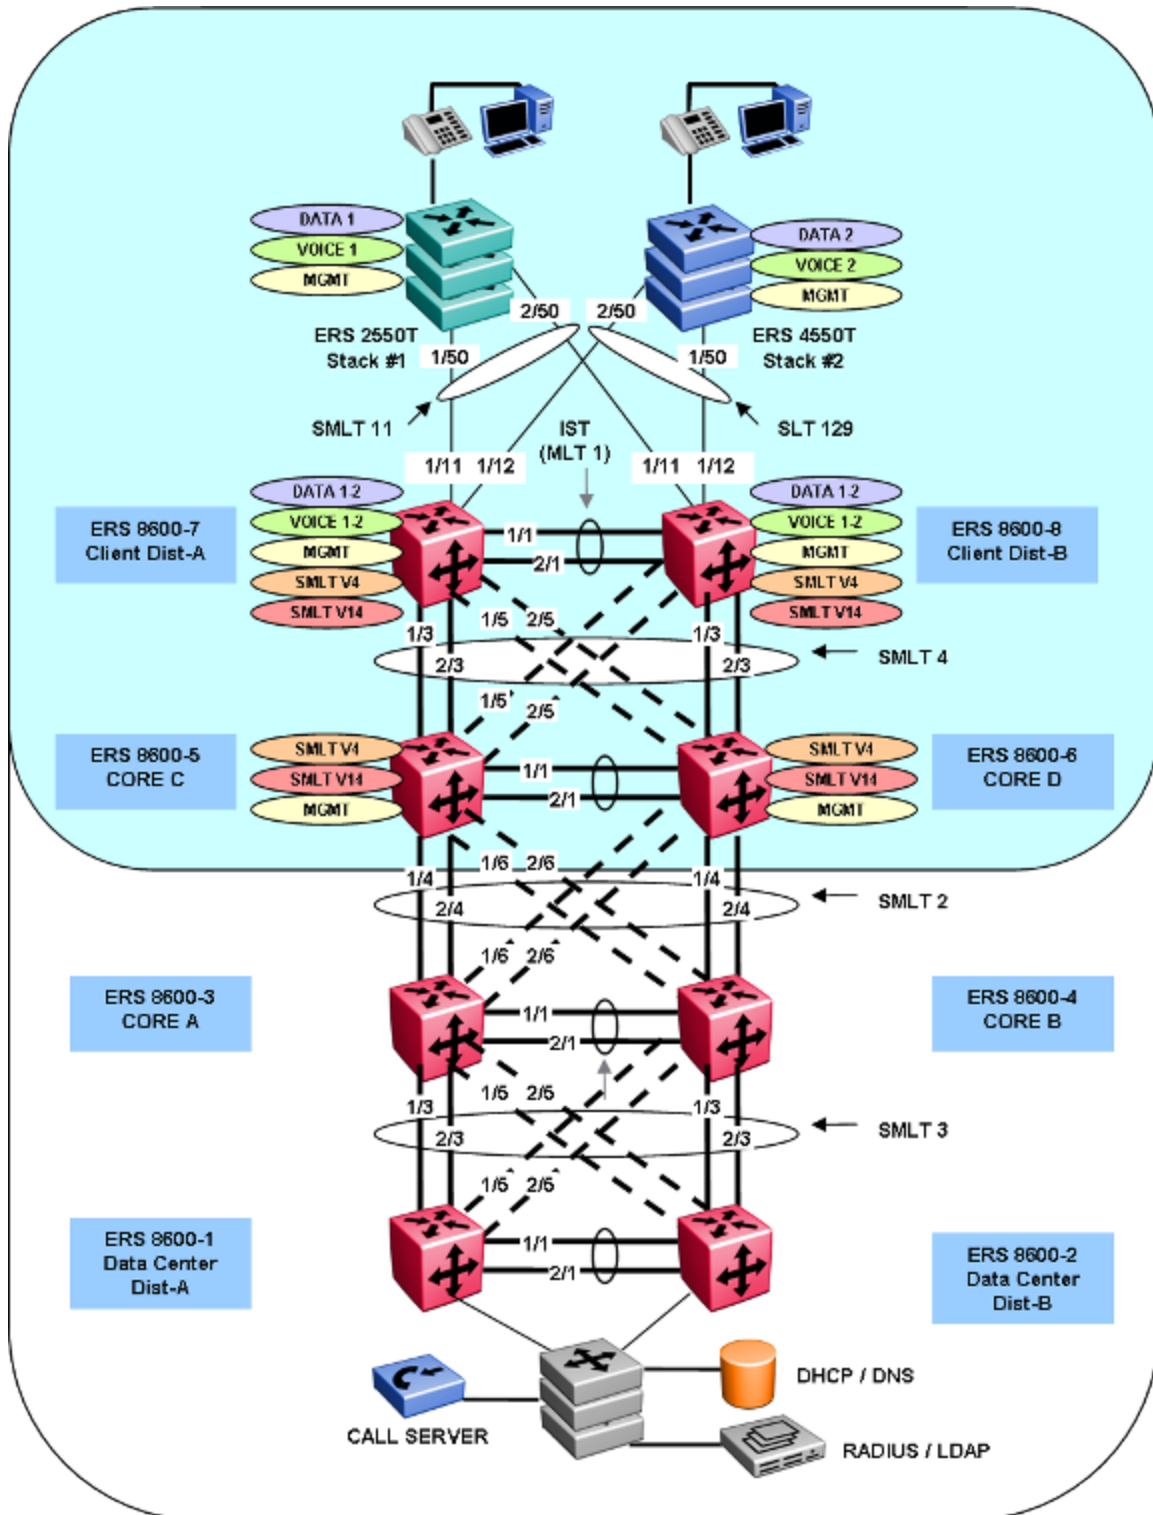 DATA 1
VOICE 1
MGMT
DATA 2
VOICE 2
MGMT
2/50
2/50
ERS 2550T
Stack #1
1/50
1/50
ERS 4550T
Stack #2
SMLT 11
IST
(MLT 1)
SLT 129
1/11
1/12
1/11
1/12
ERS 8600-7
Client Dist-A
DATA 1-2
VOICE 1-2
MGMT
SMLT V4
SMLT V14
1/1
2/1
DATA 1-2
VOICE 1-2
MGMT
SMLT V4
SMLT V14
ERS 8600-8
Client Dist-B
1/3
1/5
2/5
1/3
2/3
2/3
SMLT 4
1/5
2/5
ERS 8600-5
CORE C
SMLT V4
SMLT V14
MGMT
1/1
2/1
SMLT V4
SMLT V14
MGMT
ERS 8600-6
CORE D
1/6
2/6
1/4
1/4
2/4
2/4
SMLT 2
1/6
2/6
ERS 8600-3
CORE A
1/1
2/1
ERS 8600-4
CORE B
1/5
2/5
1/3
1/3
2/3
2/3
SMLT 3
1/5
2/5
ERS 8600-1
Data Center
Dist-A
1/1
2/1
ERS 8600-2
Data Center
Dist-B
DHCP / DNS
CALL SERVER
RADIUS / LDAP